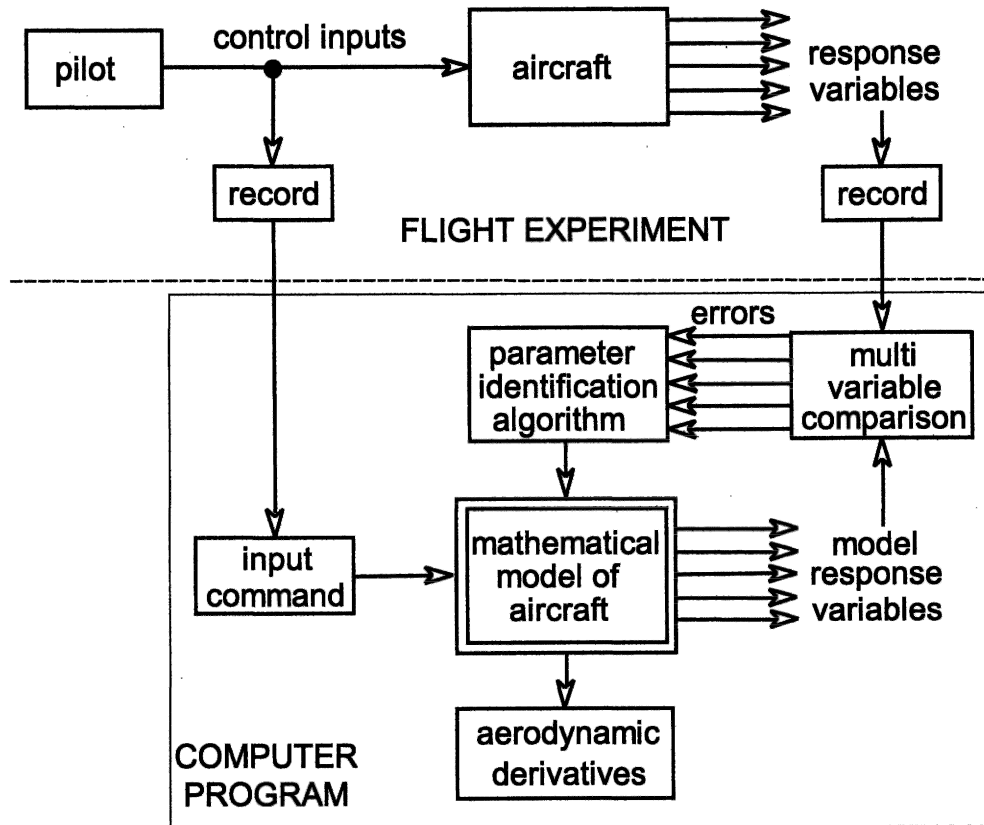 control inputs
pilot
aircraft
response
variables
record
record
FLIGHT EXPERIMENT
errors
parameter
identification
algorithm
multi
variable
comparison
input
command
mathematical
model of
aircraft
model
response
variables
aerodynamic
derivatives
COMPUTER
PROGRAM